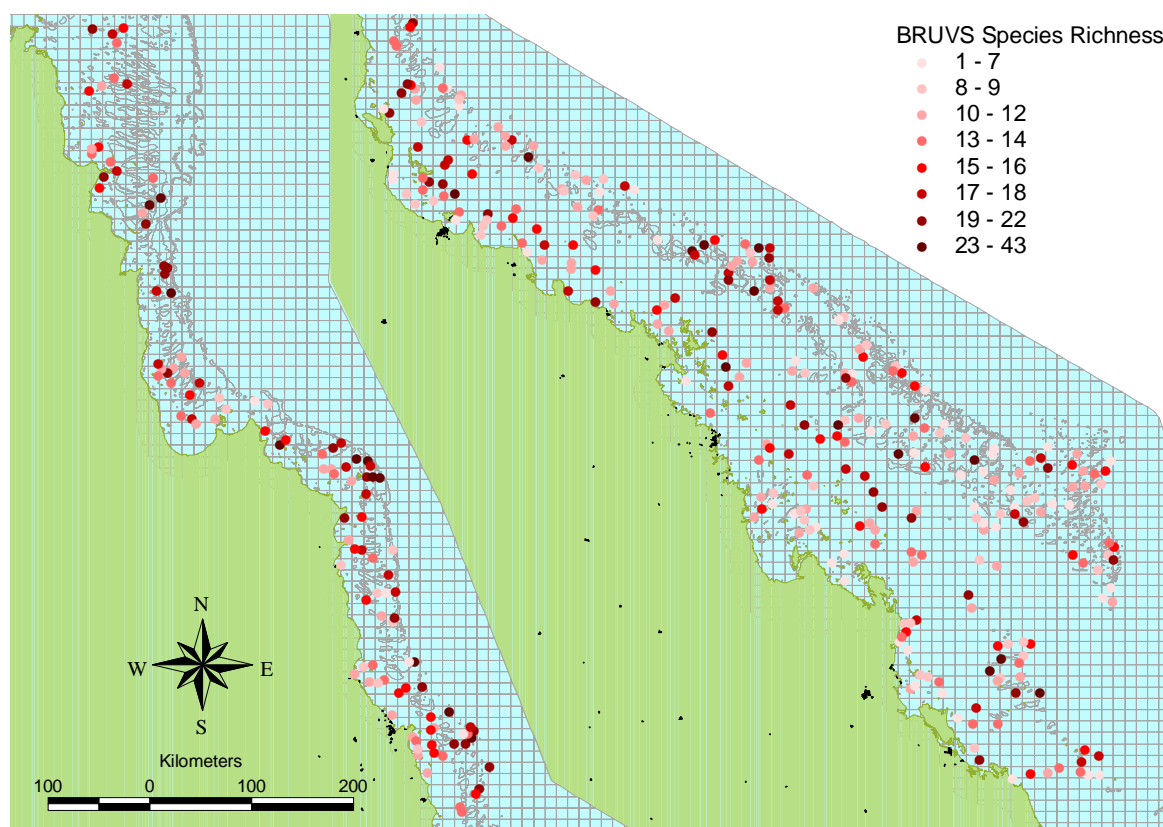 BRUVS Species Richness
1 - 7
8 - 9
10 - 12
13 - 14
15 - 16
17 - 18
19 - 22
23 - 43
N
W E
S
Kilometers
100 0 100 200